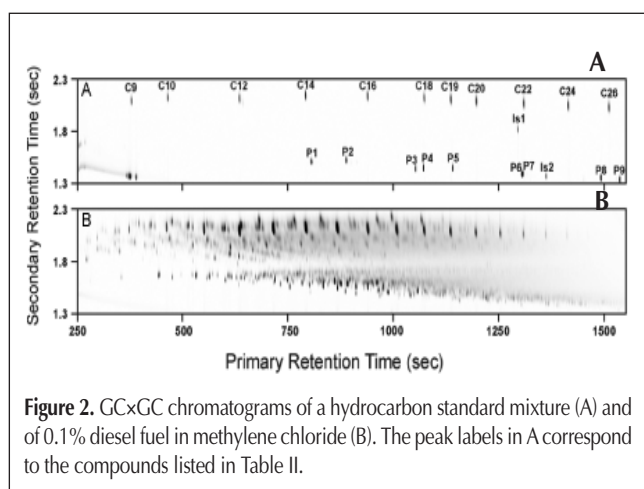 A
2.3
A
C9 C10 C12 C14 C16 C18 C19 C20 C22 C24 C26
Is1
1.8
P1 P2 P3 P4 P5 P6 P7 Is2 P8 P9
1.3
B
2.3
B
1.8
1.3
250 500 750 1000 1250 1500
Secondary Retention Time (sec)
Primary Retention Time (sec)
Figure 2. GC×GC chromatograms of a hydrocarbon standard mixture (A) and
of 0.1% diesel fuel in methylene chloride (B). The peak labels in A correspond
to the compounds listed in Table II.